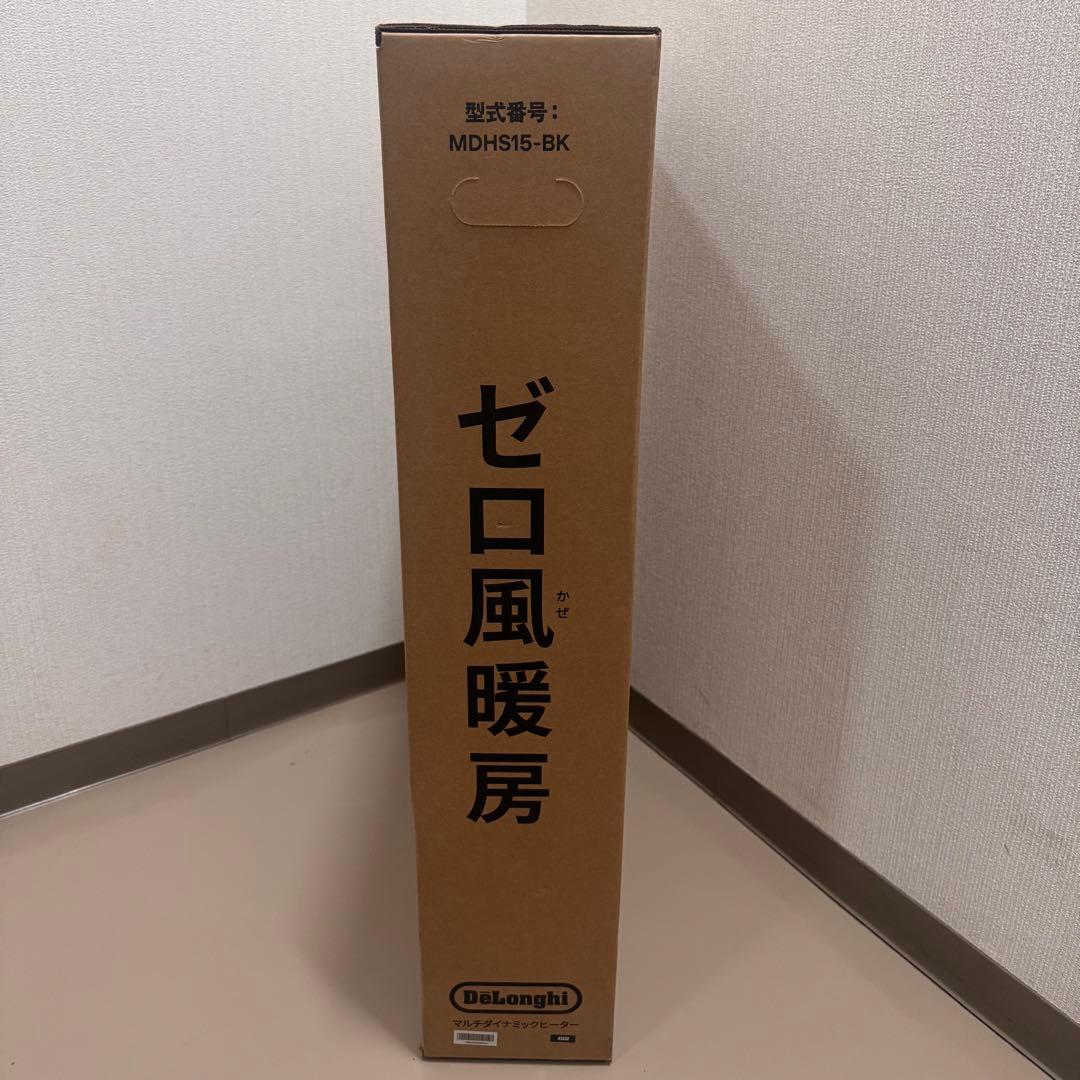 型式番号：
MDHS15-BK
ゼロ風暖房
かぜ
DeLonghi
マルチダイナミックヒーター